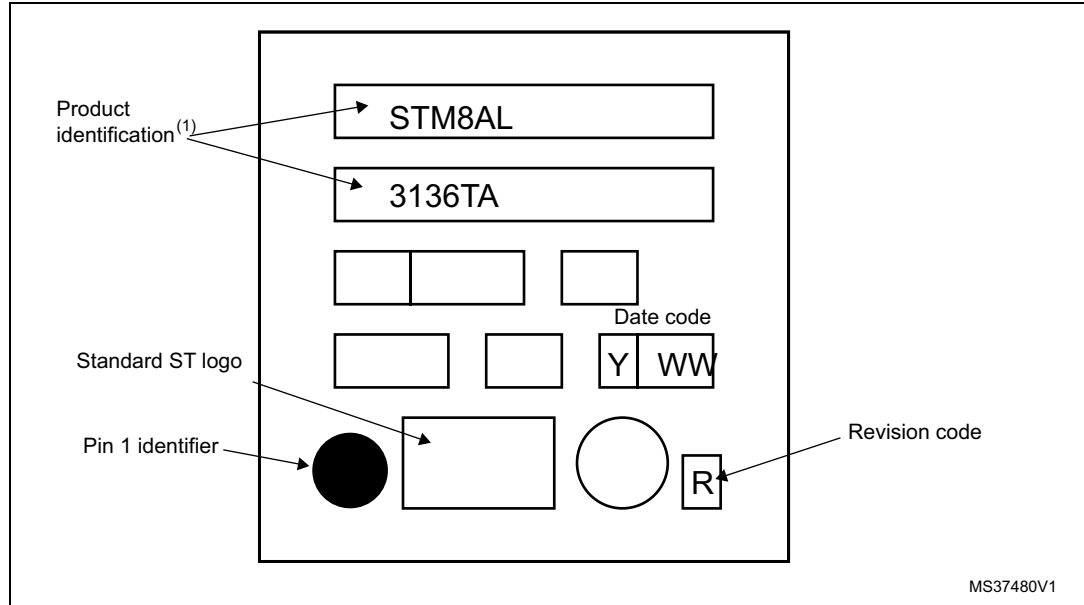 Product
identification(1)
STM8AL
3136TA
Date code
Y WW
Standard ST logo
Pin 1 identifier
Revision code
R
MS37480V1